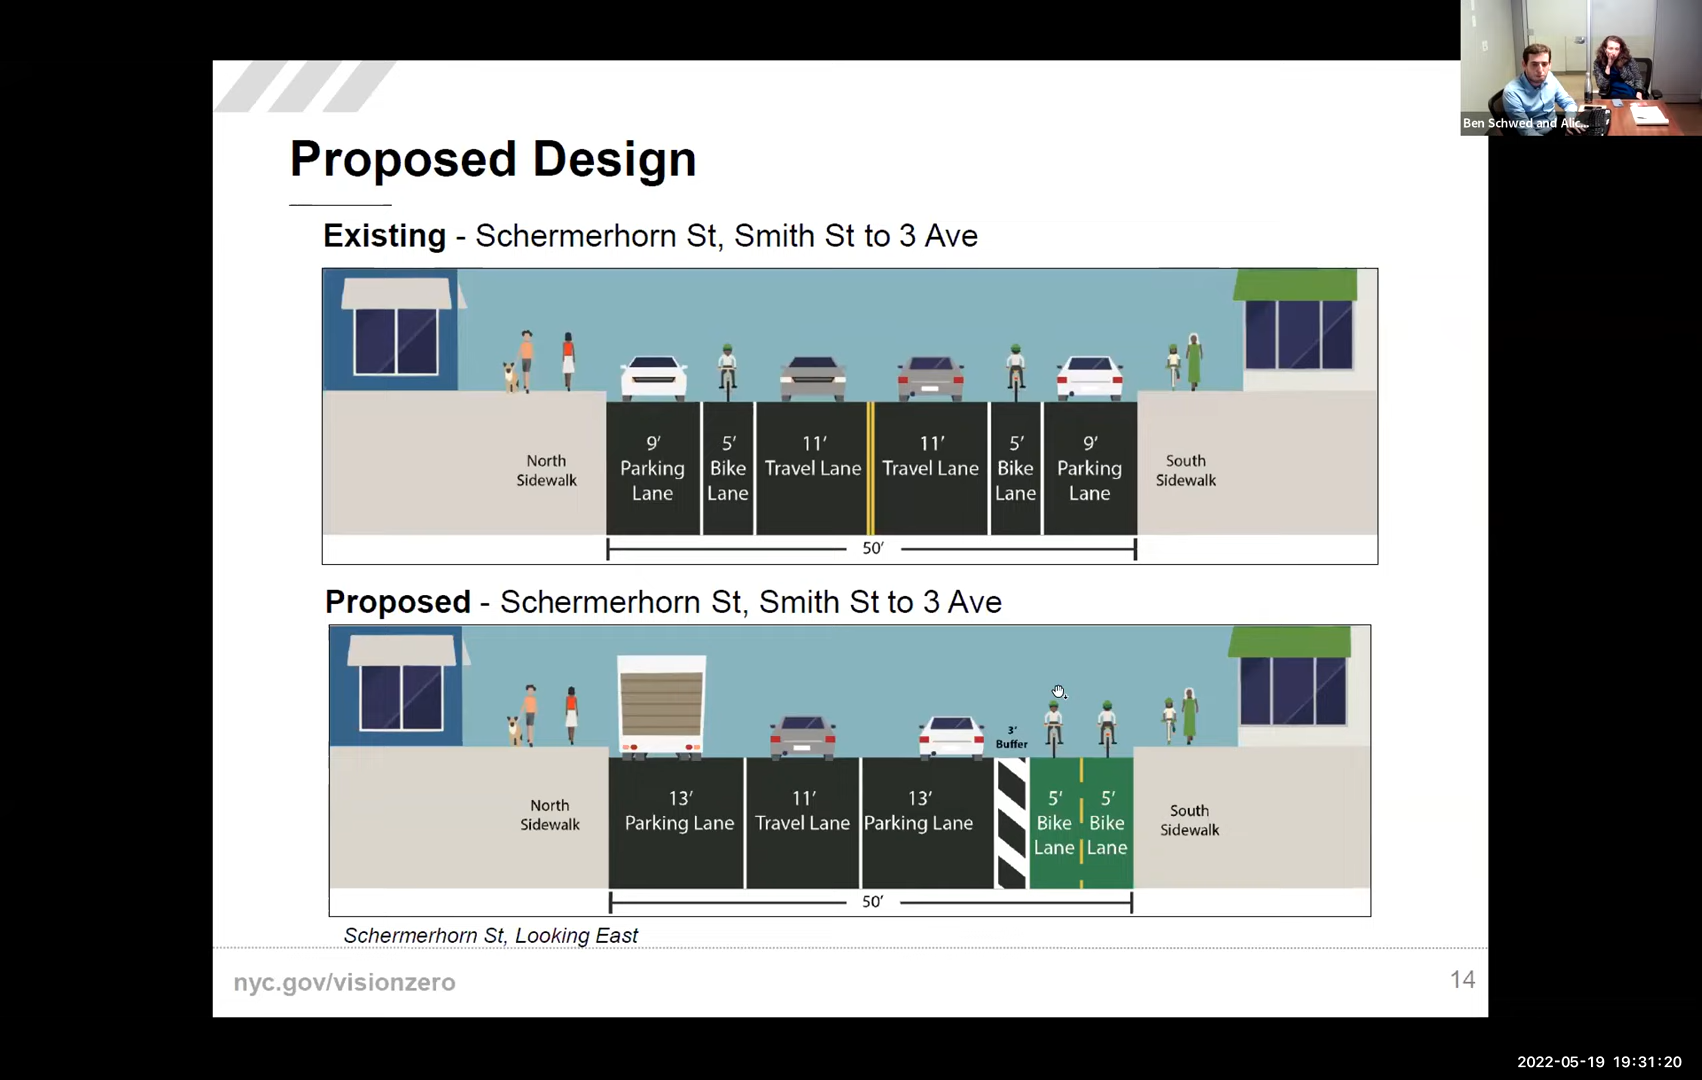 Ben Schwed and Alic...
Proposed Design
Existing - Schermerhorn St, Smith St to 3 Ave
North
Sidewalk
9'
Parking
Lane
5'
Bike
Lane
11'
Travel Lane
11'
Travel Lane
5'
Bike
Lane
9'
Parking
Lane
South
Sidewalk
50'
Proposed - Schermerhorn St, Smith St to 3 Ave
North
Sidewalk
13'
Parking Lane
11'
Travel Lane
13'
Parking Lane
3'
Buffer
5'
Bike
Lane
5'
Bike
Lane
South
Sidewalk
50'
Schermerhorn St, Looking East
nyc.gov/visionzero
14
2022-05-19 19:31:20